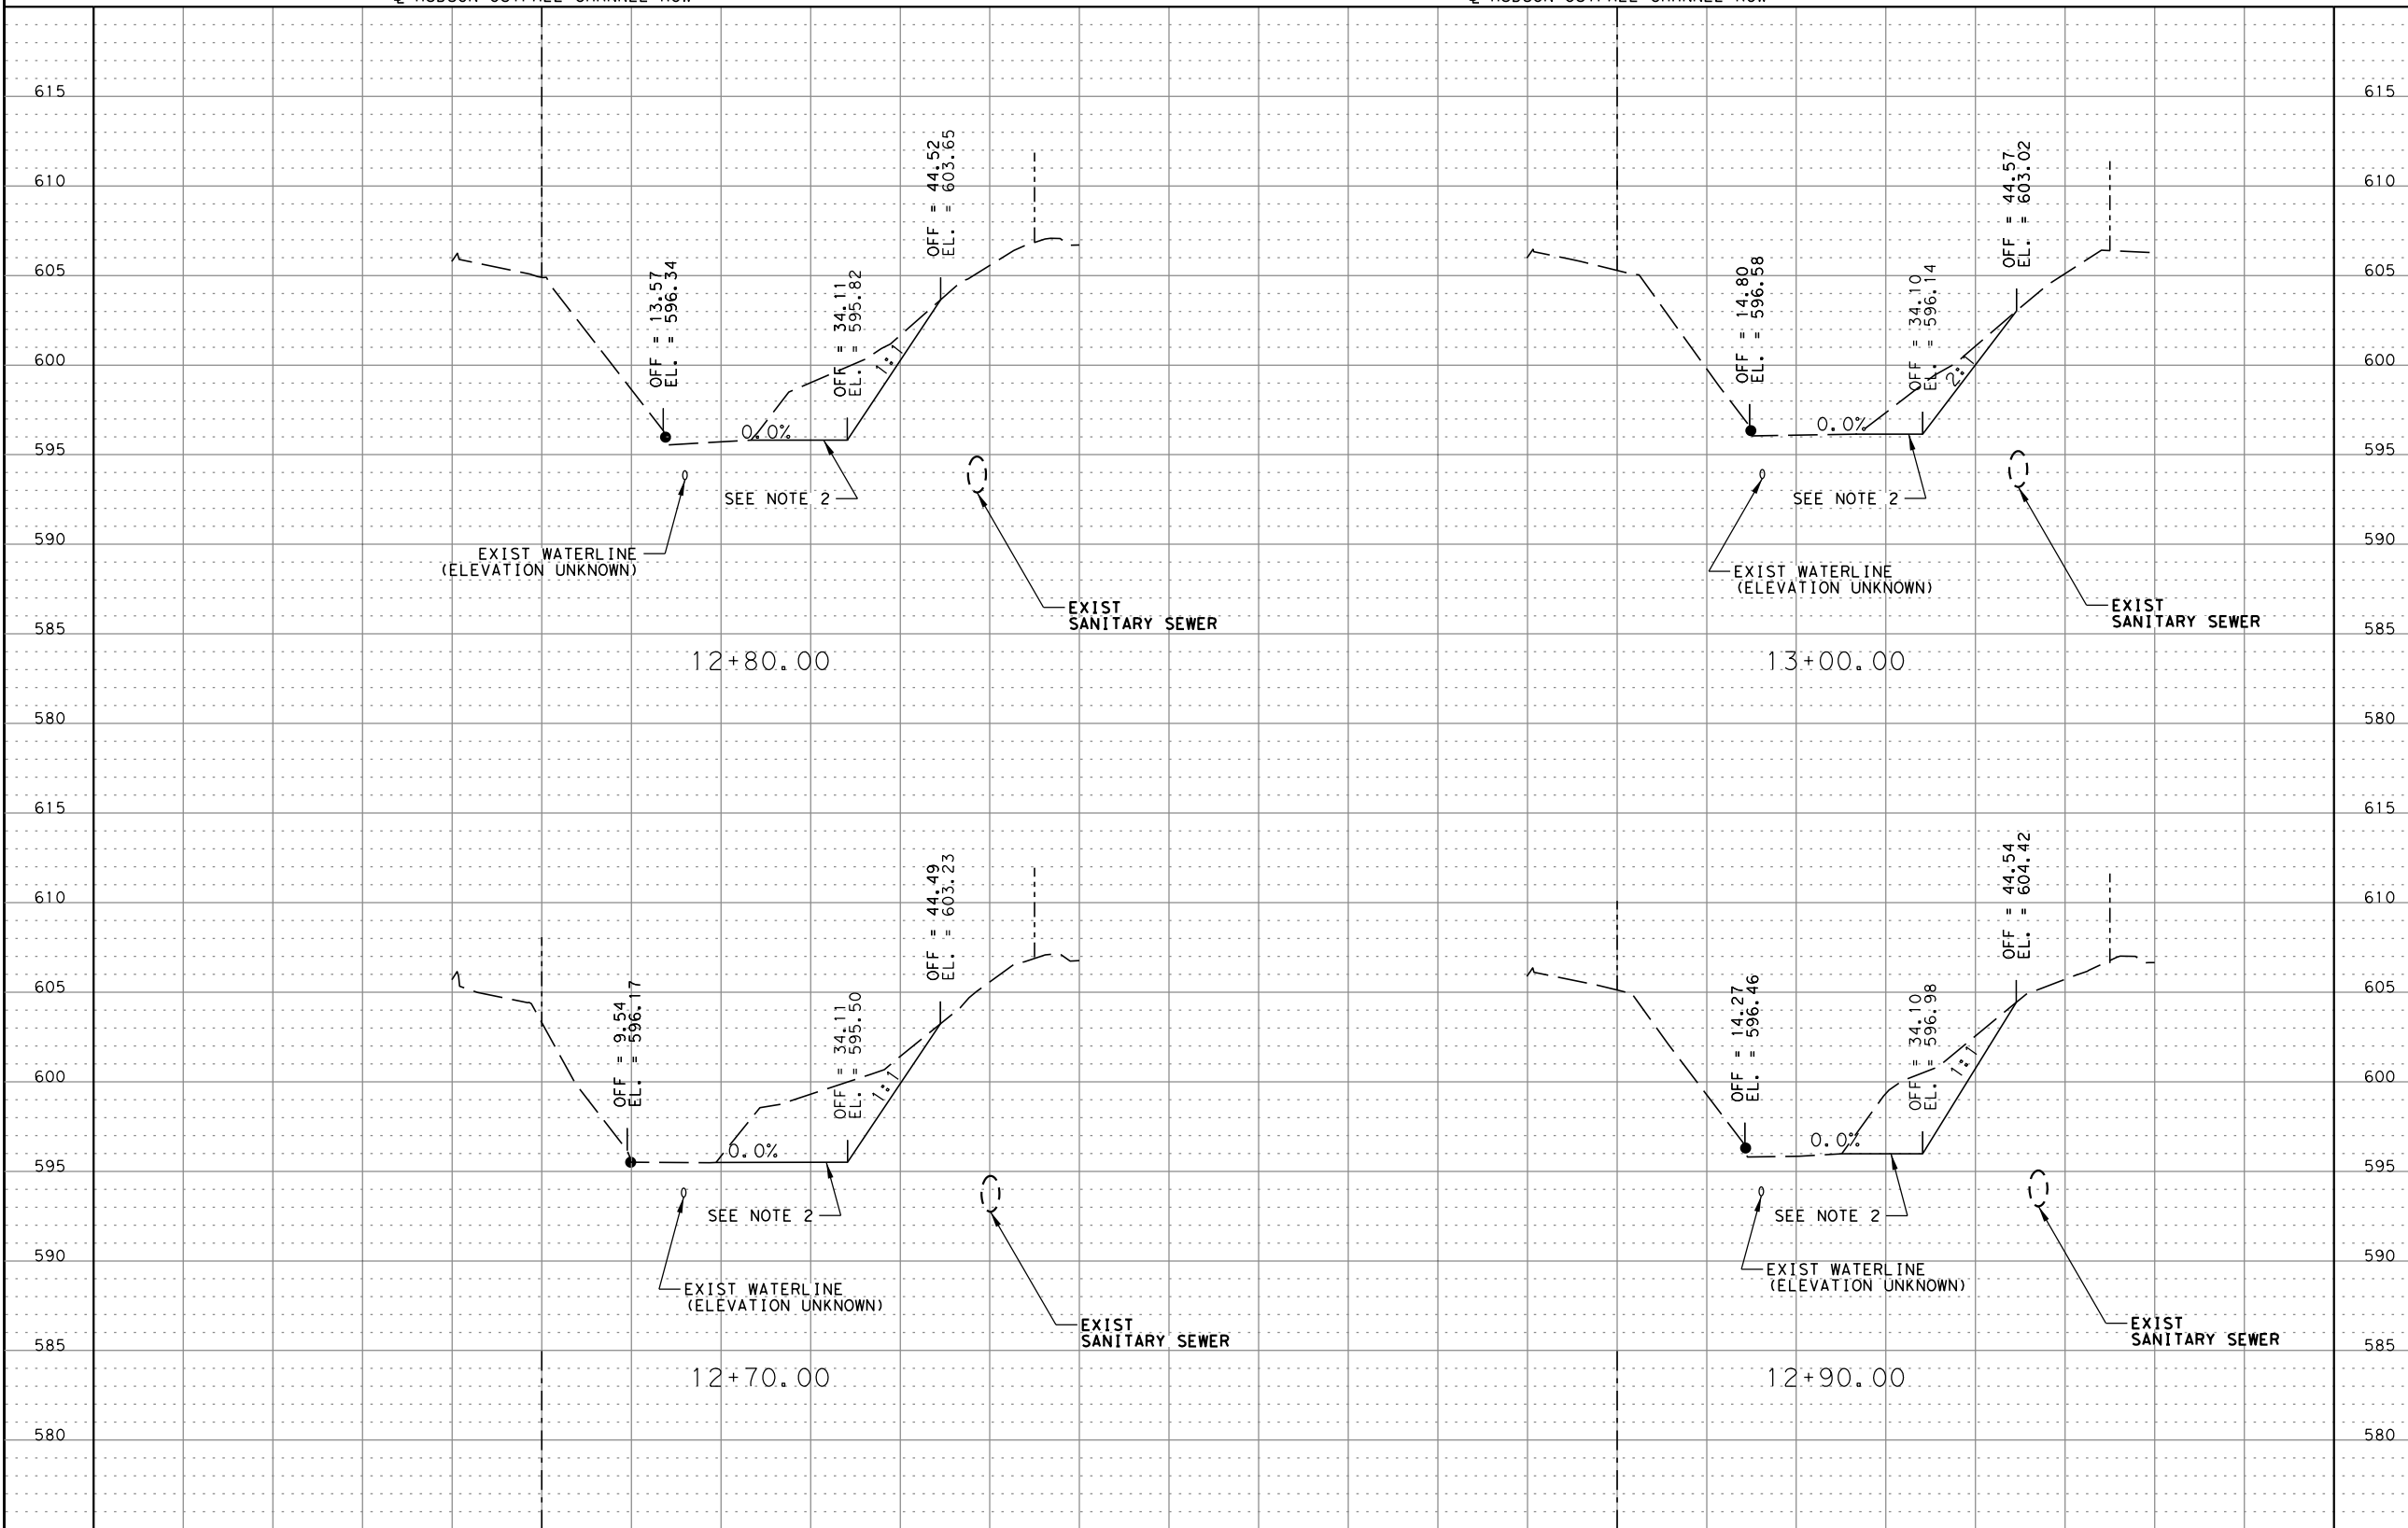 615
610
605
600
595
590
585
580
615
610
605
600
595
590
585
580
OFF = 13.57
EL. = 596.34
OFF = 34.11
EL. = 595.82
OFF = 44.52
EL. = 603.65
1:1
0.0%
SEE NOTE 2
EXIST WATERLINE
(ELEVATION UNKNOWN)
EXIST
SANITARY SEWER
12+80.00
OFF = 14.80
EL. = 596.58
OFF = 34.10
EL. = 596.14
OFF = 44.57
EL. = 603.02
2:1
0.0%
SEE NOTE 2
EXIST WATERLINE
(ELEVATION UNKNOWN)
EXIST
SANITARY SEWER
13+00.00
OFF = 9.54
EL. = 596.17
OFF = 34.11
EL. = 595.50
OFF = 44.49
EL. = 603.23
1:1
0.0%
SEE NOTE 2
EXIST WATERLINE
(ELEVATION UNKNOWN)
EXIST
SANITARY SEWER
12+70.00
OFF = 14.27
EL. = 596.46
OFF = 34.10
EL. = 596.98
OFF = 44.54
EL. = 604.42
1:1
0.0%
SEE NOTE 2
EXIST WATERLINE
(ELEVATION UNKNOWN)
EXIST
SANITARY SEWER
12+90.00
615
610
605
600
595
590
585
580
615
610
605
600
595
590
585
580